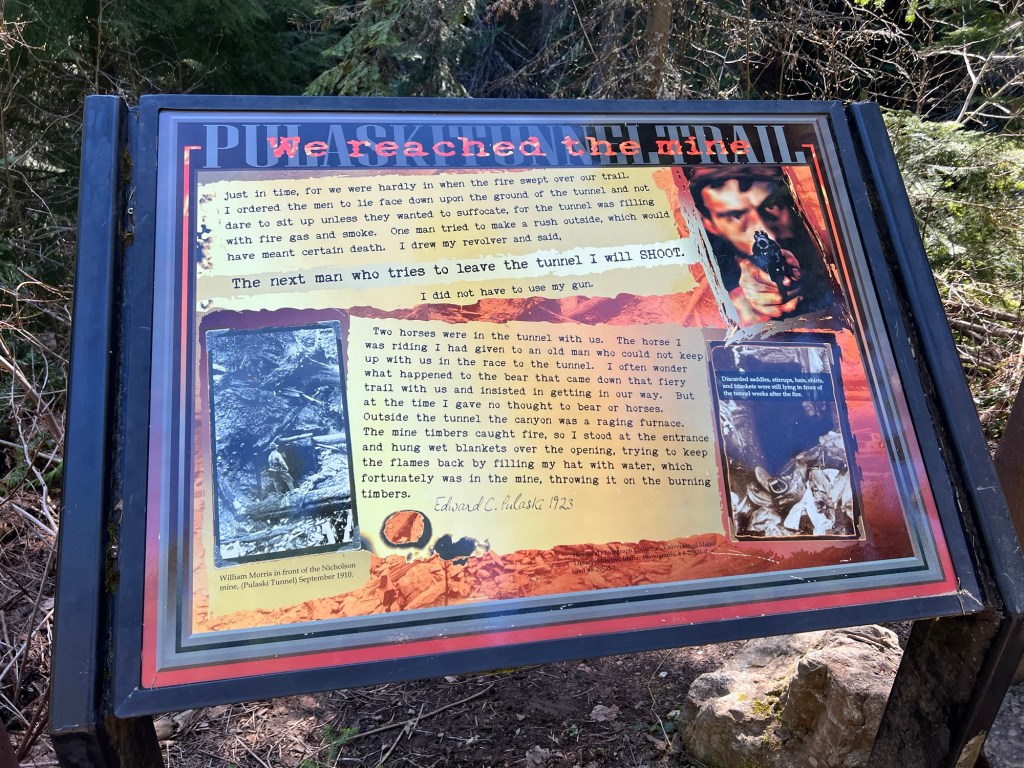 PULASKI TUNNEL TRAIL
We reached the mine
just in time, for we were hardly in when the fire swept over our trail.
I ordered the men to lie face down upon the ground of the tunnel and not
dare to sit up unless they wanted to suffocate, for the tunnel was filling
with fire gas and smoke. One man tried to make a rush outside, which would
have meant certain death. I drew my revolver and said,
The next man who tries to leave the tunnel I will SHOOT.
I did not have to use my gun.
Two horses were in the tunnel with us. The horse I
was riding I had given to an old man who could not keep
up with us in the race to the tunnel. I often wonder
what happened to the bear that came down that fiery
trail with us and insisted in getting in our way. But
at the time I gave no thought to bear or horses.
Outside the tunnel the canyon was a raging furnace.
The mine timbers caught fire, so I stood at the entrance
and hung wet blankets over the opening, trying to keep
the flames back by filling my hat with water, which
fortunately was in the mine, throwing it on the burning
timbers.
Edward C. Pulaski 1923
William Morris in front of the Nicholson
mine, (Pulaski Tunnel) September 1910.
Discarded saddles, stirrups, hats, shirts,
and blankets were still lying in front of
the tunnel weeks after the fire.